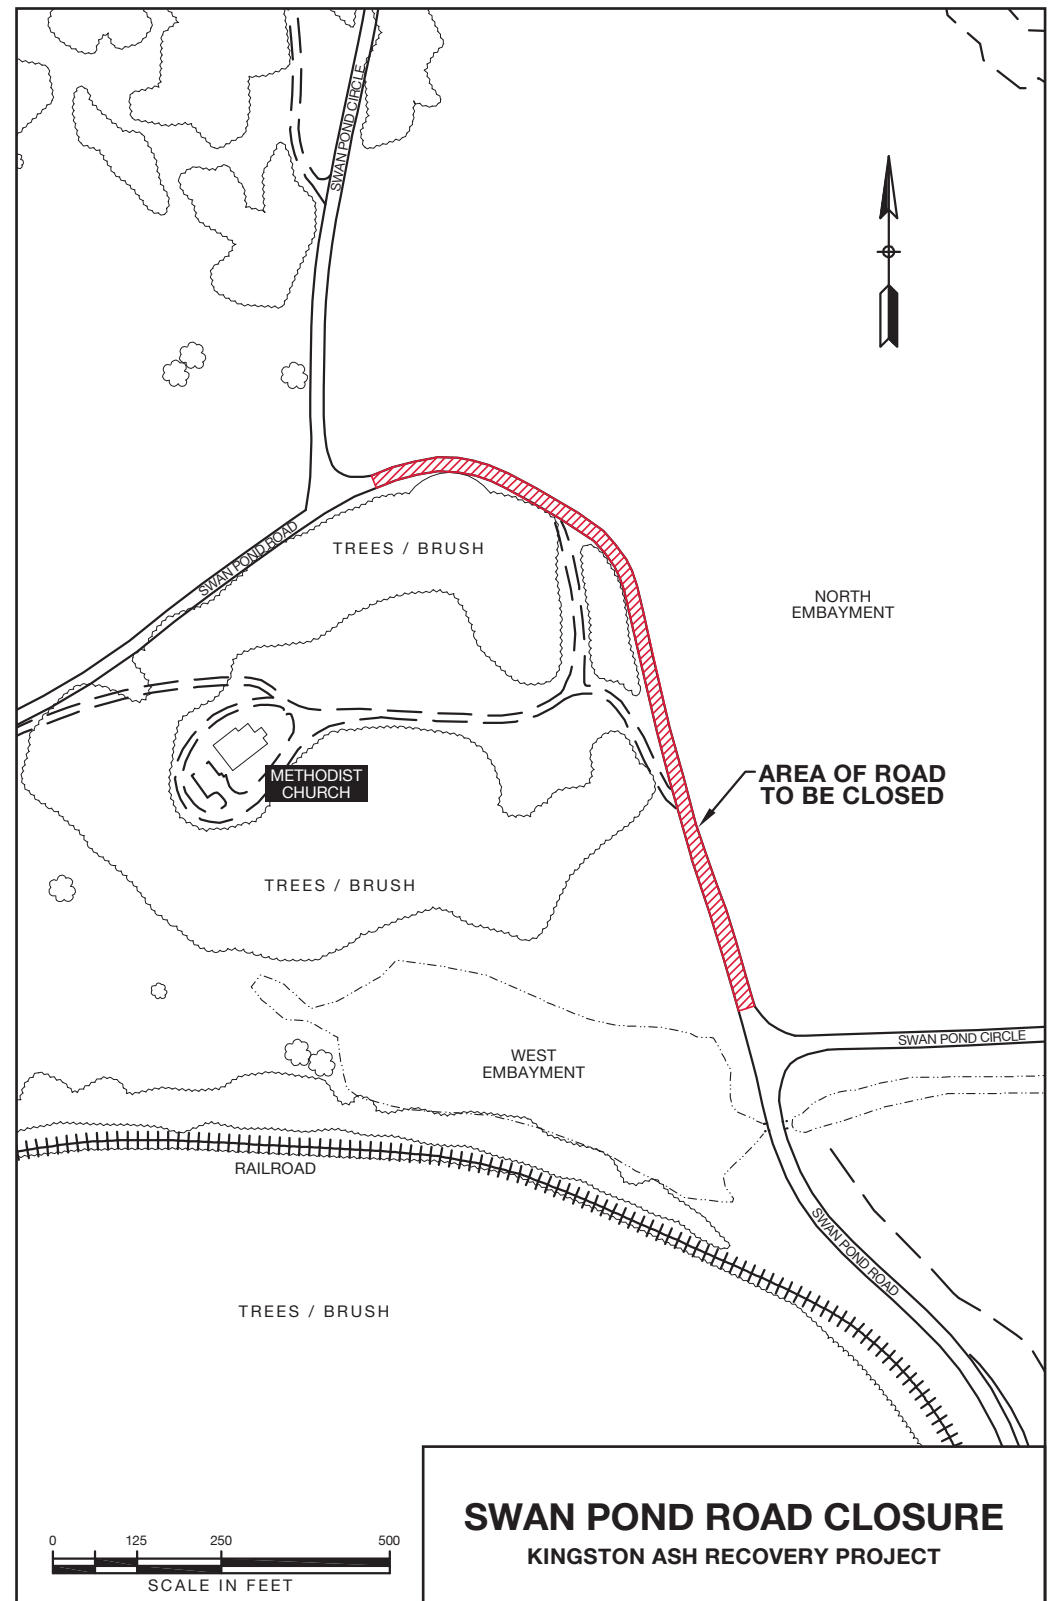 SWAN POND CIRCLE
SWAN POND ROAD
TREES / BRUSH
NORTH
EMBAYMENT
METHODIST
CHURCH
AREA OF ROAD
TO BE CLOSED
TREES / BRUSH
SWAN POND CIRCLE
WEST
EMBAYMENT
RAILROAD
SWAN POND ROAD
TREES / BRUSH
SWAN POND ROAD CLOSURE
KINGSTON ASH RECOVERY PROJECT
0 125 250 500
SCALE IN FEET